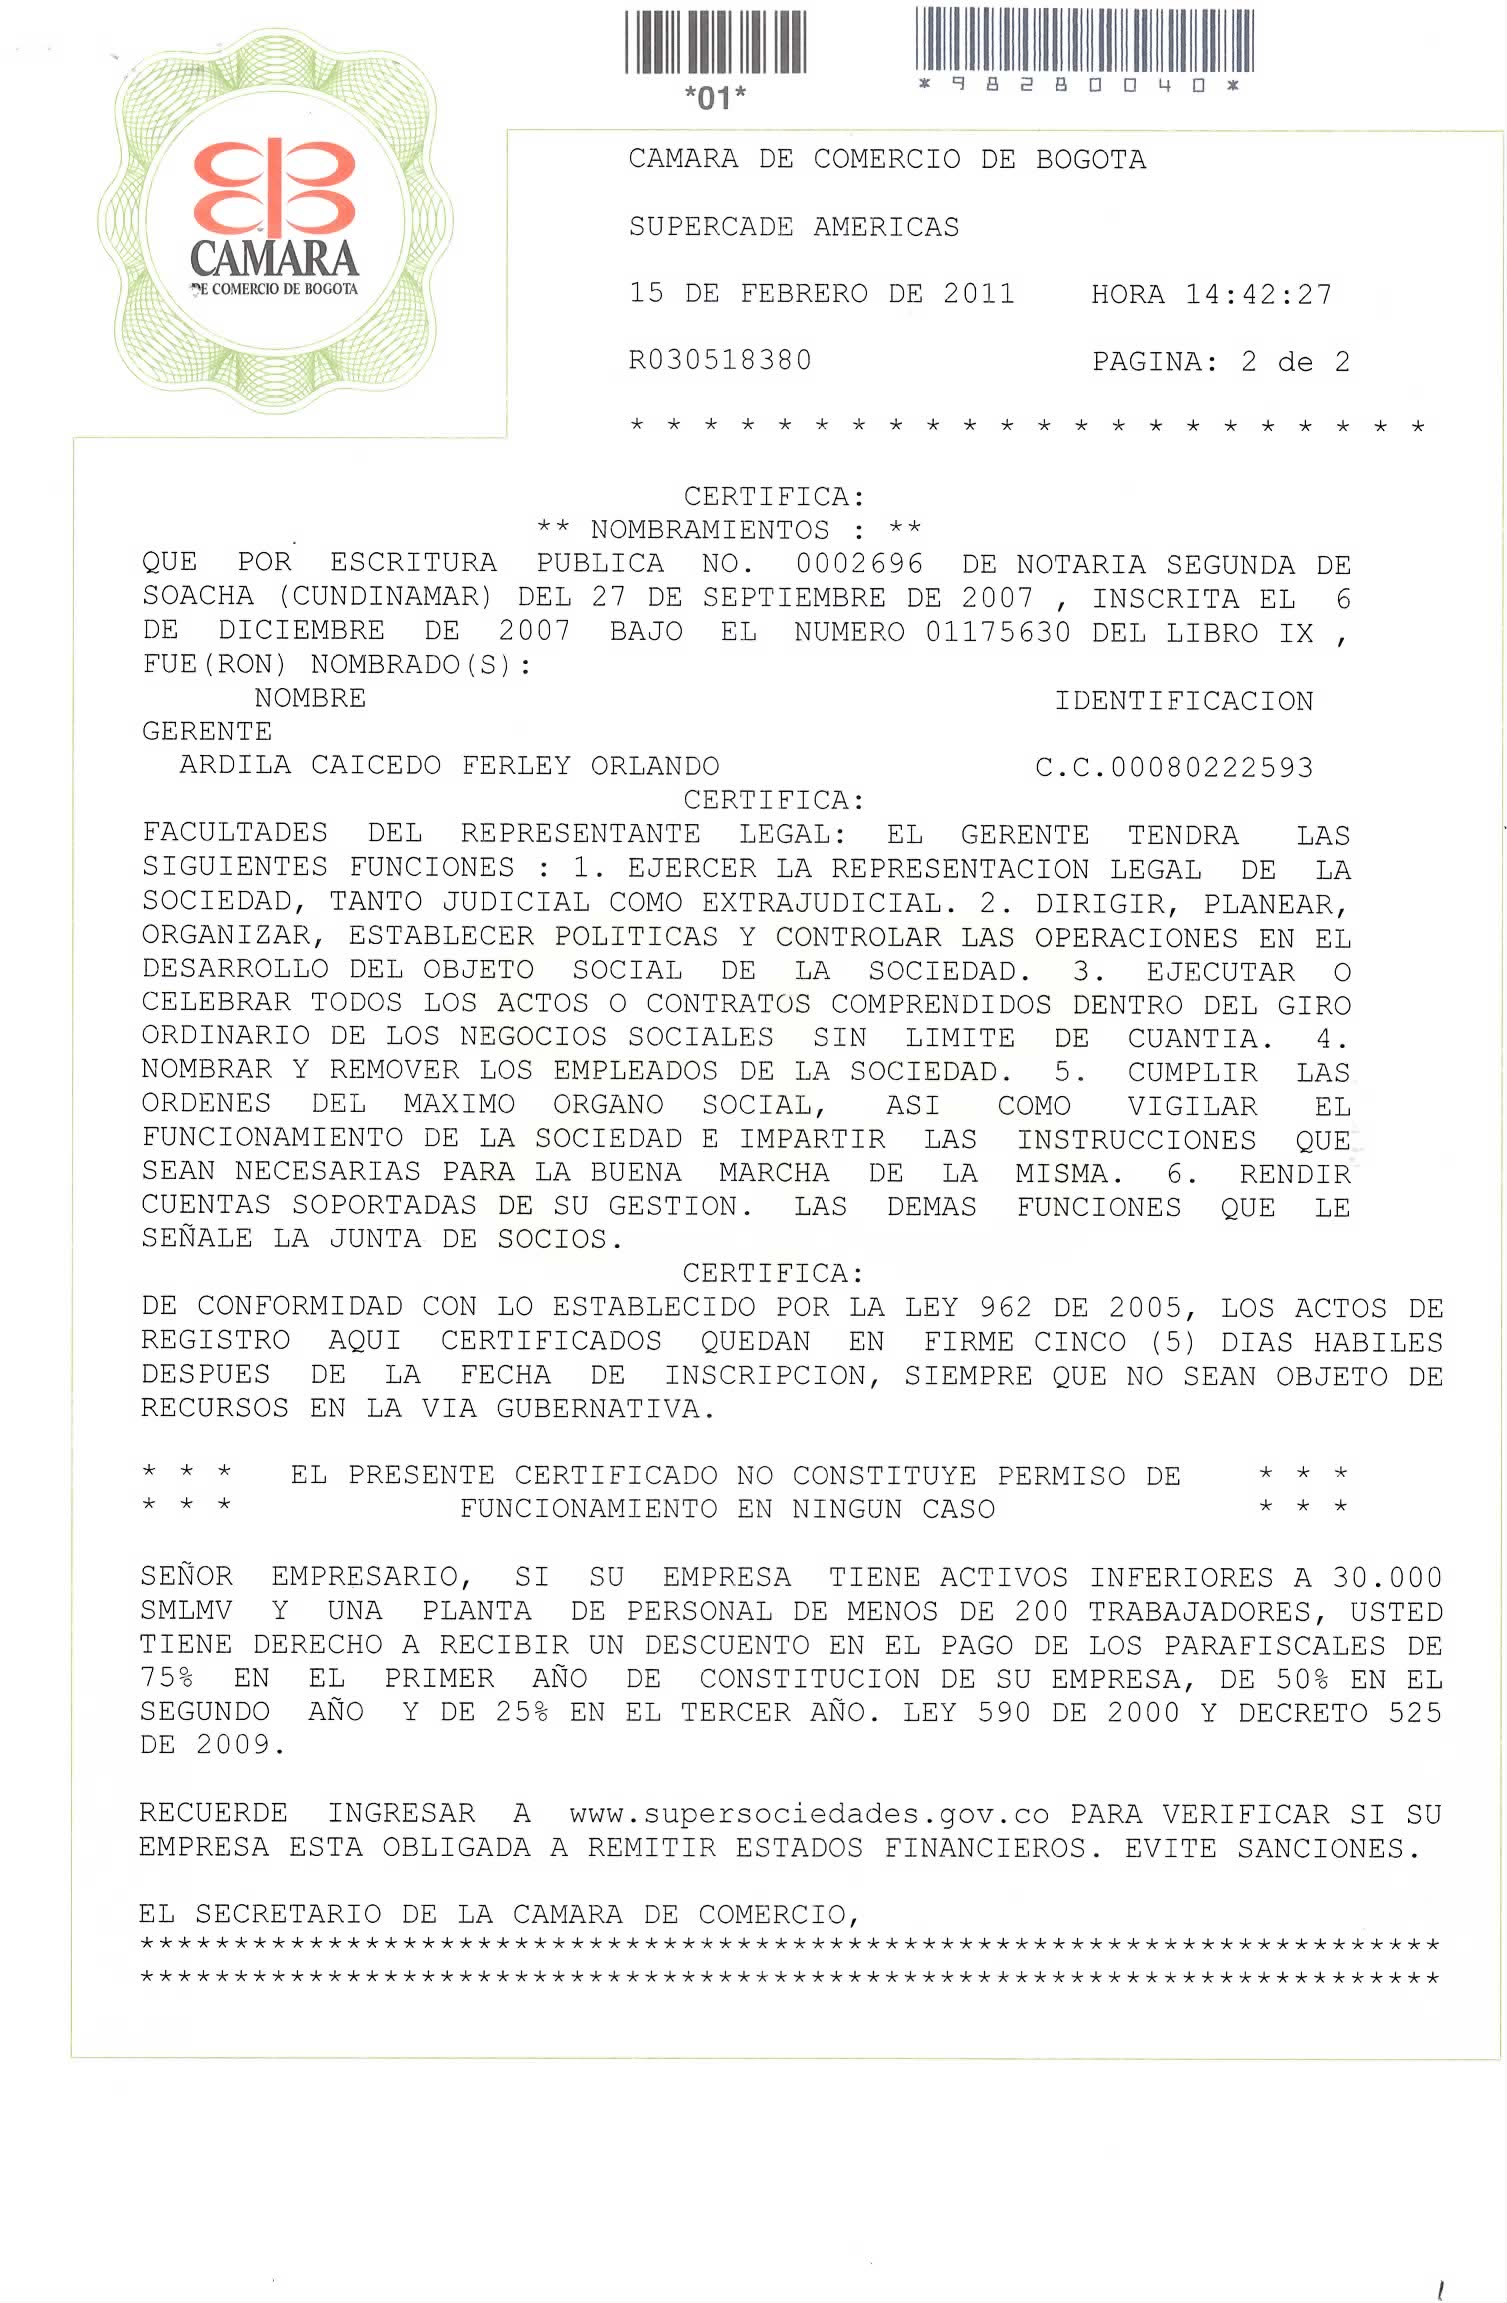 *01*
*98280040*
CAMARA
DE COMERCIO DE BOGOTA
CAMARA DE COMERCIO DE BOGOTA
SUPERCADE AMERICAS
15 DE FEBRERO DE 2011 HORA 14:42:27
R030518380 PAGINA: 2 de 2
* * * * * * * * * * * * * * * * * * * * * *
CERTIFICA:
** NOMBRAMIENTOS : **
QUE POR ESCRITURA PUBLICA NO. 0002696 DE NOTARIA SEGUNDA DE
SOACHA (CUNDINAMAR) DEL 27 DE SEPTIEMBRE DE 2007 , INSCRITA EL 6
DE DICIEMBRE DE 2007 BAJO EL NUMERO 01175630 DEL LIBRO IX ,
FUE(RON) NOMBRADO(S):
NOMBRE IDENTIFICACION
GERENTE
ARDILA CAICEDO FERLEY ORLANDO C.C.00080222593
CERTIFICA:
FACULTADES DEL REPRESENTANTE LEGAL: EL GERENTE TENDRA LAS
SIGUIENTES FUNCIONES : 1. EJERCER LA REPRESENTACION LEGAL DE LA
SOCIEDAD, TANTO JUDICIAL COMO EXTRAJUDICIAL. 2. DIRIGIR, PLANEAR,
ORGANIZAR, ESTABLECER POLITICAS Y CONTROLAR LAS OPERACIONES EN EL
DESARROLLO DEL OBJETO SOCIAL DE LA SOCIEDAD. 3. EJECUTAR O
CELEBRAR TODOS LOS ACTOS O CONTRATOS COMPRENDIDOS DENTRO DEL GIRO
ORDINARIO DE LOS NEGOCIOS SOCIALES SIN LIMITE DE CUANTIA. 4.
NOMBRAR Y REMOVER LOS EMPLEADOS DE LA SOCIEDAD. 5. CUMPLIR LAS
ORDENES DEL MAXIMO ORGANO SOCIAL, ASI COMO VIGILAR EL
FUNCIONAMIENTO DE LA SOCIEDAD E IMPARTIR LAS INSTRUCCIONES QUE
SEAN NECESARIAS PARA LA BUENA MARCHA DE LA MISMA. 6. RENDIR
CUENTAS SOPORTADAS DE SU GESTION. LAS DEMAS FUNCIONES QUE LE
SEÑALE LA JUNTA DE SOCIOS.
CERTIFICA:
DE CONFORMIDAD CON LO ESTABLECIDO POR LA LEY 962 DE 2005, LOS ACTOS DE
REGISTRO AQUI CERTIFICADOS QUEDAN EN FIRME CINCO (5) DIAS HABILES
DESPUES DE LA FECHA DE INSCRIPCION, SIEMPRE QUE NO SEAN OBJETO DE
RECURSOS EN LA VIA GUBERNATIVA.
* * * EL PRESENTE CERTIFICADO NO CONSTITUYE PERMISO DE * * *
* * * FUNCIONAMIENTO EN NINGUN CASO * * *
SEÑOR EMPRESARIO, SI SU EMPRESA TIENE ACTIVOS INFERIORES A 30.000
SMLMV Y UNA PLANTA DE PERSONAL DE MENOS DE 200 TRABAJADORES, USTED
TIENE DERECHO A RECIBIR UN DESCUENTO EN EL PAGO DE LOS PARAFISCALES DE
75% EN EL PRIMER AÑO DE CONSTITUCION DE SU EMPRESA, DE 50% EN EL
SEGUNDO AÑO Y DE 25% EN EL TERCER AÑO. LEY 590 DE 2000 Y DECRETO 525
DE 2009.
RECUERDE INGRESAR A www.supersociedades.gov.co PARA VERIFICAR SI SU
EMPRESA ESTA OBLIGADA A REMITIR ESTADOS FINANCIEROS. EVITE SANCIONES.
EL SECRETARIO DE LA CAMARA DE COMERCIO,
**********************************************************************
**********************************************************************